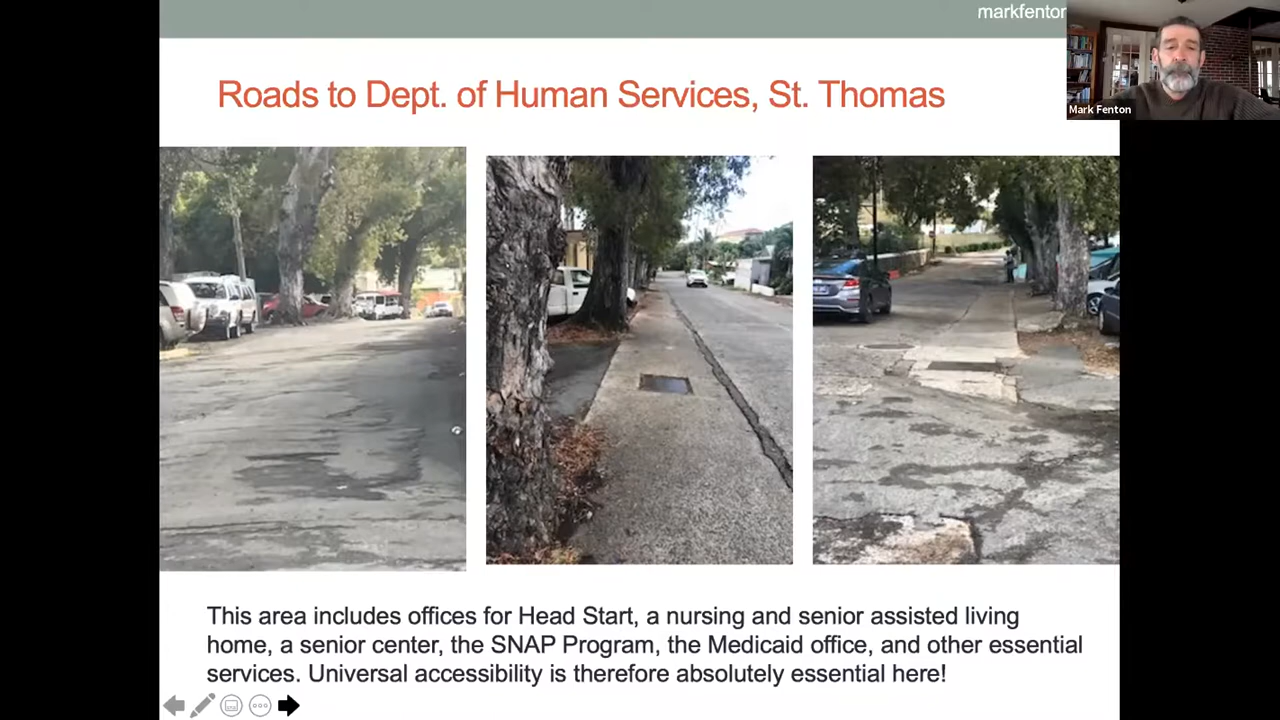 markfenton
Mark Fenton
Roads to Dept. of Human Services, St. Thomas
This area includes offices for Head Start, a nursing and senior assisted living
home, a senior center, the SNAP Program, the Medicaid office, and other essential
services. Universal accessibility is therefore absolutely essential here!